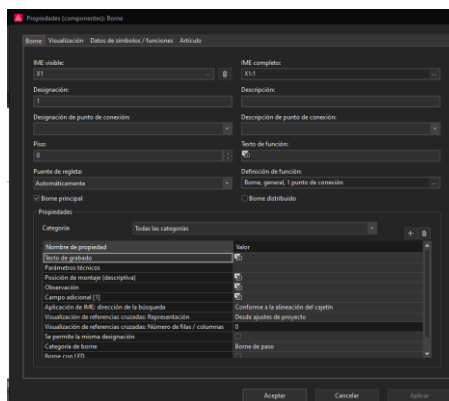 Propiedades (componentes): Borne
Borne Visualización Datos de símbolos / funciones Artículo
IME visible: IME completo:
X1 ... X1:1 ...
Designación: Descripción:
1
Designación de punto de conexión: Descripción de punto de conexión:
Piso: Texto de función:
0
Puente de regleta: Definición de función:
Automáticamente Borne, general, 1 punto de conexión ...
Borne principal Borne distribuido
Propiedades
Categoría: Todas las categorías
Nombre de propiedad Valor
Texto de grabado
Parámetros técnicos
Posición de montaje (descriptiva)
Observación
Campo adicional [1]
Aplicación de IME: dirección de la búsqueda Conforme a la alineación del cajetín
Visualización de referencias cruzadas: Representación Desde ajustes de proyecto
Visualización de referencias cruzadas: Número de filas / columnas 0
Se permite la misma designación
Categoría de borne Borne de paso
Borne con LED
Aceptar Cancelar Aplicar